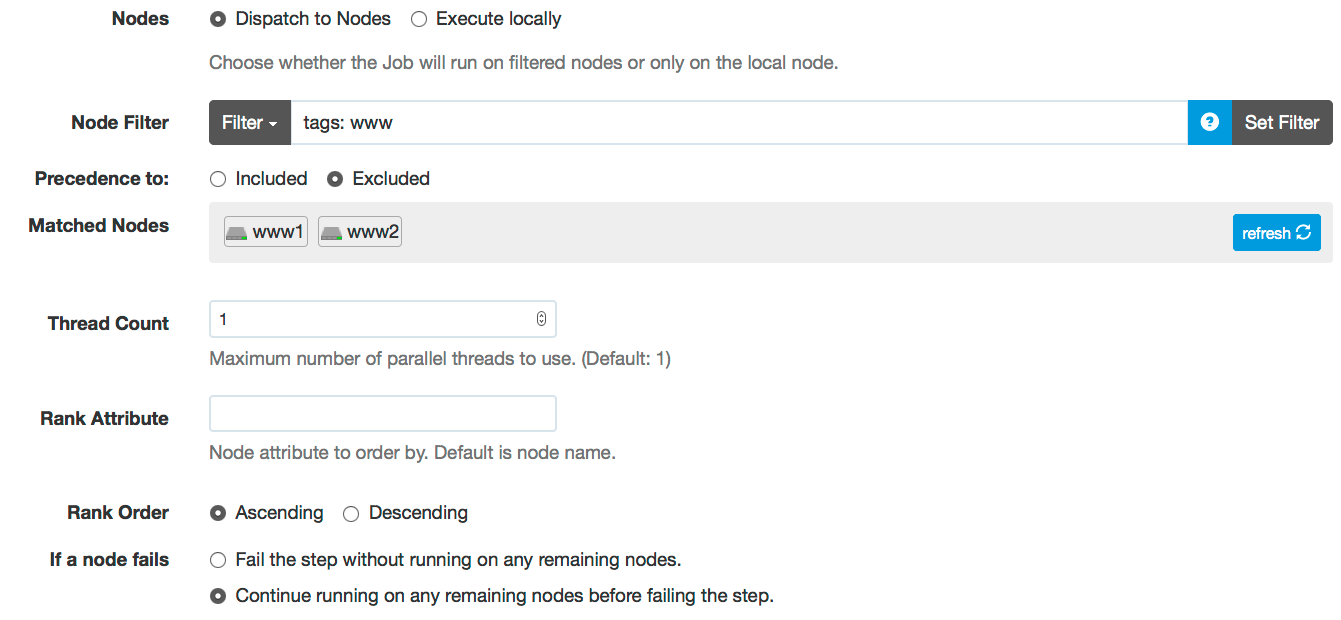 Nodes Dispatch to Nodes Execute locally
Choose whether the Job will run on filtered nodes or only on the local node.
Node Filter Filter tags: www ? Set Filter
Precedence to: Included Excluded
Matched Nodes www1 www2 refresh
Thread Count 1
Maximum number of parallel threads to use. (Default: 1)
Rank Attribute
Node attribute to order by. Default is node name.
Rank Order Ascending Descending
If a node fails Fail the step without running on any remaining nodes.
Continue running on any remaining nodes before failing the step.